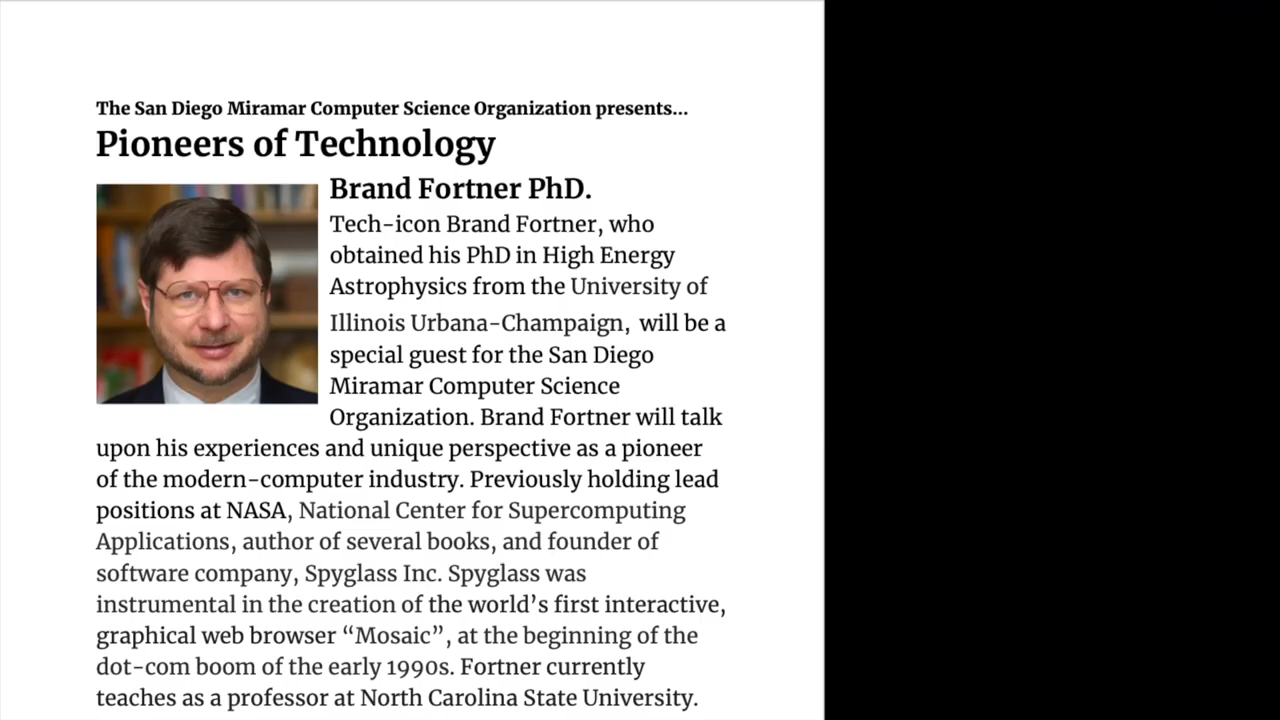 The San Diego Miramar Computer Science Organization presents...
Pioneers of Technology
Brand Fortner PhD.
Tech-icon Brand Fortner, who
obtained his PhD in High Energy
Astrophysics from the University of
Illinois Urbana-Champaign, will be a
special guest for the San Diego
Miramar Computer Science
Organization. Brand Fortner will talk
upon his experiences and unique perspective as a pioneer
of the modern-computer industry. Previously holding lead
positions at NASA, National Center for Supercomputing
Applications, author of several books, and founder of
software company, Spyglass Inc. Spyglass was
instrumental in the creation of the world’s first interactive,
graphical web browser “Mosaic”, at the beginning of the
dot-com boom of the early 1990s. Fortner currently
teaches as a professor at North Carolina State University.